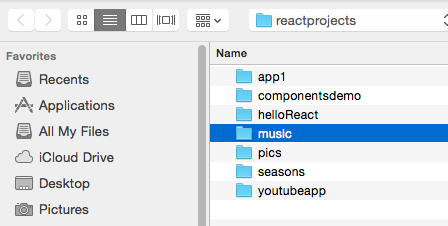 reactprojects
Favorites
Recents
Applications
All My Files
iCloud Drive
Desktop
Pictures
Name
app1
componentsdemo
helloReact
music
pics
seasons
youtubeapp